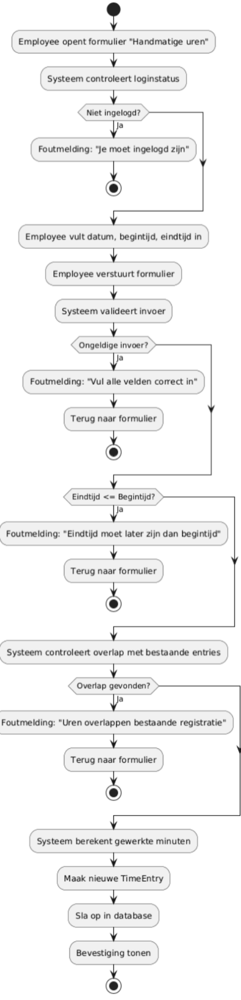 Employee opent formulier "Handmatige uren"
Systeem controleert loginstatus
Niet ingelogd?
Ja
Foutmelding: "Je moet ingelogd zijn"
Employee vult datum, begintijd, eindtijd in
Employee verstuurt formulier
Systeem valideert invoer
Ongeldige invoer?
Ja
Foutmelding: "Vul alle velden correct in"
Terug naar formulier
Eindtijd <= Begintijd?
Ja
Foutmelding: "Eindtijd moet later zijn dan begintijd"
Terug naar formulier
Systeem controleert overlap met bestaande entries
Overlap gevonden?
Ja
Foutmelding: "Uren overlappen bestaande registratie"
Terug naar formulier
Systeem berekent gewerkte minuten
Maak nieuwe TimeEntry
Sla op in database
Bevestiging tonen